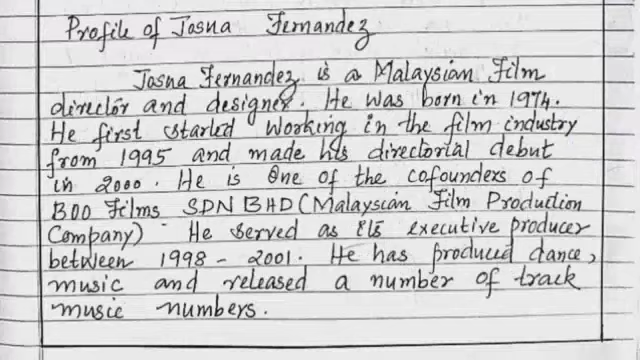 Profile of Josna Fernandez
Josna Fernandez is a Malaysian Film
director and designer. He was born in 1974.
He first started working in the film industry
from 1995 and made his directorial debut
in 2000. He is One of the cofounders of
BOO Films SDN BHD (Malaysian Film Production
Company) He served as its executive producer
between 1998 - 2001. He has produced dance,
music and released a number of track
music numbers.